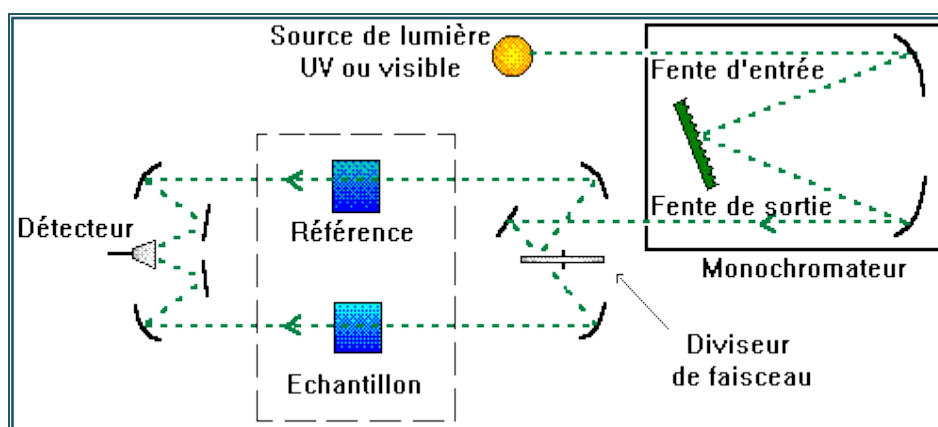 Source de lumière
UV ou visible
Fente d'entrée
Fente de sortie
Monochromateur
Détecteur
Référence
Echantillon
Diviseur
de faisceau